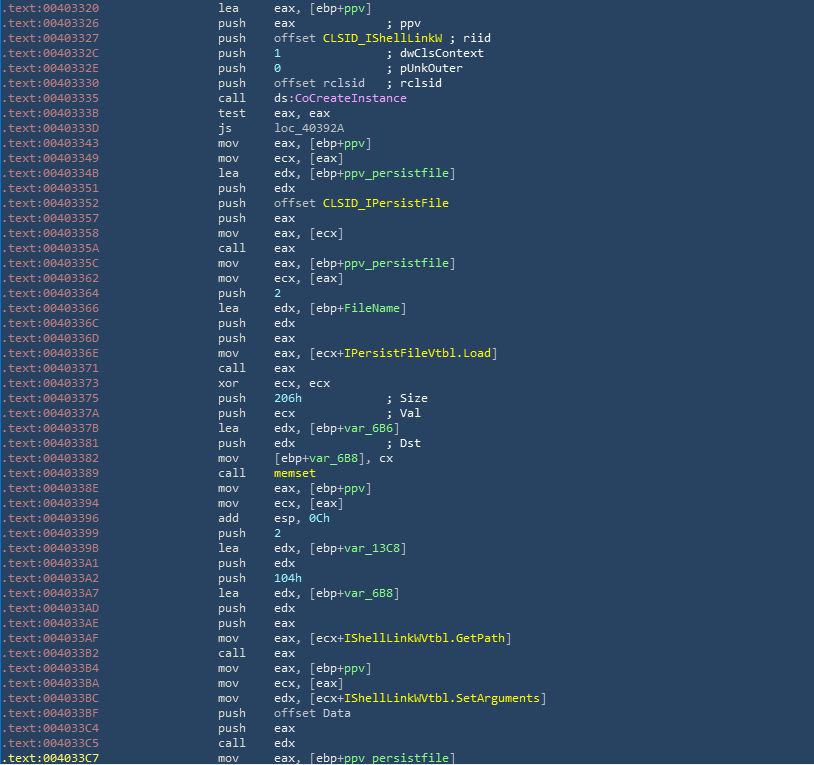 .text:00403320 lea eax, [ebp+ppv]
.text:00403326 push eax ; ppv
.text:00403327 push offset CLSID_IShellLinkW ; riid
.text:0040332C push 1 ; dwClsContext
.text:0040332E push 0 ; pUnkOuter
.text:00403330 push offset rclsid ; rclsid
.text:00403335 call ds:CoCreateInstance
.text:0040333B test eax, eax
.text:0040333D js loc_40392A
.text:00403343 mov eax, [ebp+ppv]
.text:00403349 mov ecx, [eax]
.text:0040334B lea edx, [ebp+ppv_persistfile]
.text:00403351 push edx
.text:00403352 push offset CLSID_IPersistFile
.text:00403357 push eax
.text:00403358 mov eax, [ecx]
.text:0040335A call eax
.text:0040335C mov eax, [ebp+ppv_persistfile]
.text:00403362 mov ecx, [eax]
.text:00403364 push 2
.text:00403366 lea edx, [ebp+FileName]
.text:0040336C push edx
.text:0040336D push eax
.text:0040336E mov eax, [ecx+IPersistFileVtbl.Load]
.text:00403371 call eax
.text:00403373 xor ecx, ecx
.text:00403375 push 206h ; Size
.text:0040337A push ecx ; Val
.text:0040337B lea edx, [ebp+var_6B6]
.text:00403381 push edx ; Dst
.text:00403382 mov [ebp+var_6B8], cx
.text:00403389 call memset
.text:0040338E mov eax, [ebp+ppv]
.text:00403394 mov ecx, [eax]
.text:00403396 add esp, 0Ch
.text:00403399 push 2
.text:0040339B lea edx, [ebp+var_13C8]
.text:004033A1 push edx
.text:004033A2 push 104h
.text:004033A7 lea edx, [ebp+var_6B8]
.text:004033AD push edx
.text:004033AE push eax
.text:004033AF mov eax, [ecx+IShellLinkWVtbl.GetPath]
.text:004033B2 call eax
.text:004033B4 mov eax, [ebp+ppv]
.text:004033BA mov ecx, [eax]
.text:004033BC mov edx, [ecx+IShellLinkWVtbl.SetArguments]
.text:004033BF push offset Data
.text:004033C4 push eax
.text:004033C5 call edx
.text:004033C7 mov eax, [ebp+ppv_persistfile]